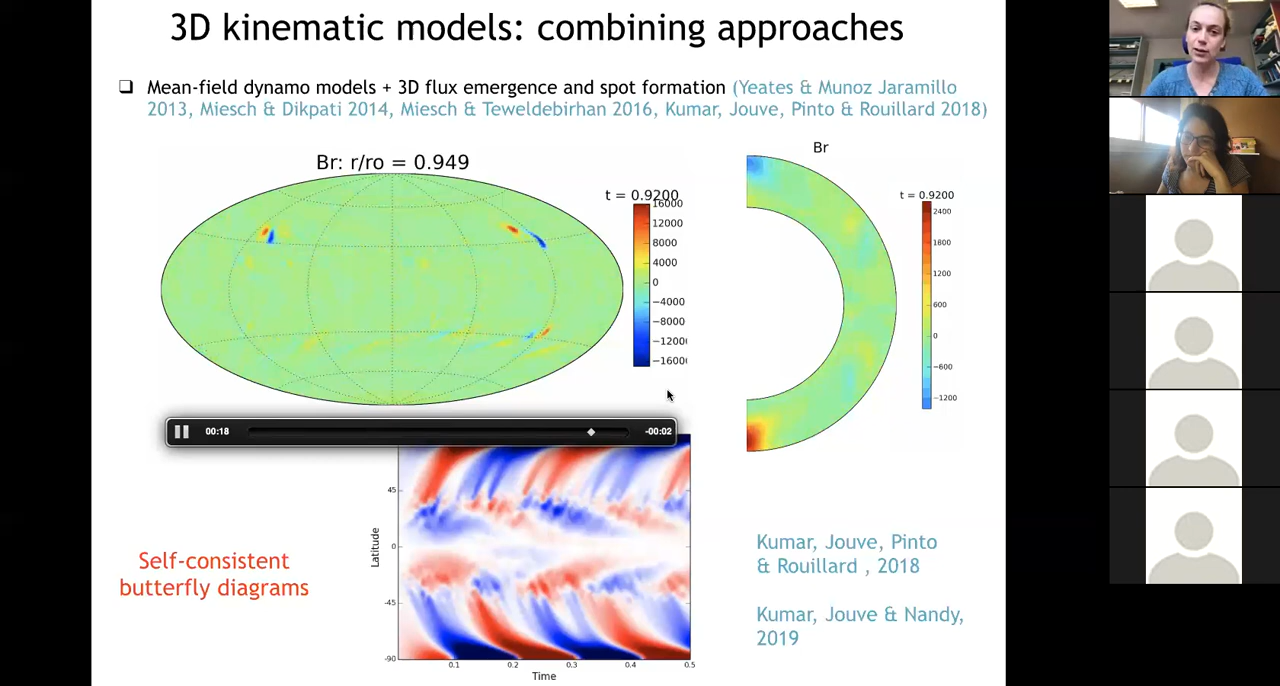 3D kinematic models: combining approaches
❑ Mean-field dynamo models + 3D flux emergence and spot formation (Yeates & Munoz Jaramillo
2013, Miesch & Dikpati 2014, Miesch & Teweldebirhan 2016, Kumar, Jouve, Pinto & Rouillard 2018)
Br: r/ro = 0.949
t = 0.9200
16000
12000
8000
4000
0
−4000
−8000
−1200
−1600
Br
t = 0.9200
2400
1800
1200
600
0
−600
−1200
00:18
-00:02
45
0
-45
-90
Latitude
0.1 0.2 0.3 0.4 0.5
Time
Self-consistent
butterfly diagrams
Kumar, Jouve, Pinto
& Rouillard , 2018
Kumar, Jouve & Nandy,
2019